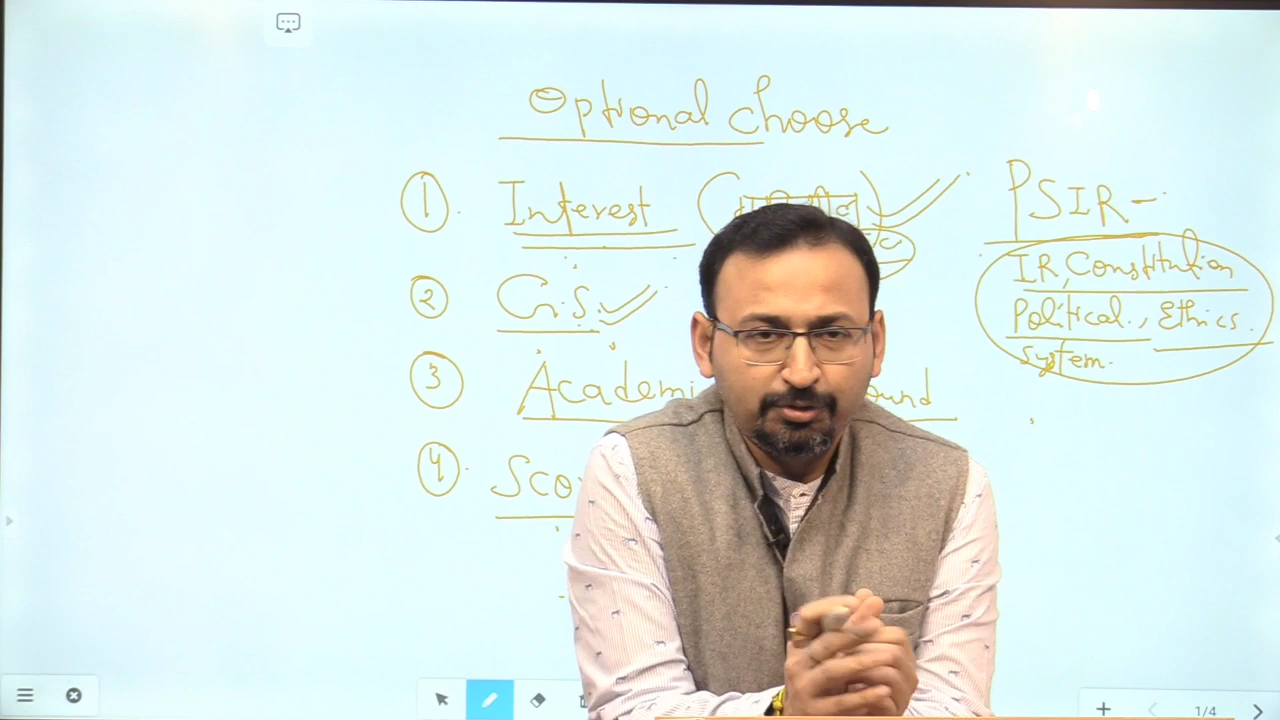 Optional choose
① Interest
② G.S.
③ Academi ound
④ Sco
PSIR-
IR, Constitution
Political, Ethics.
system.
1/4